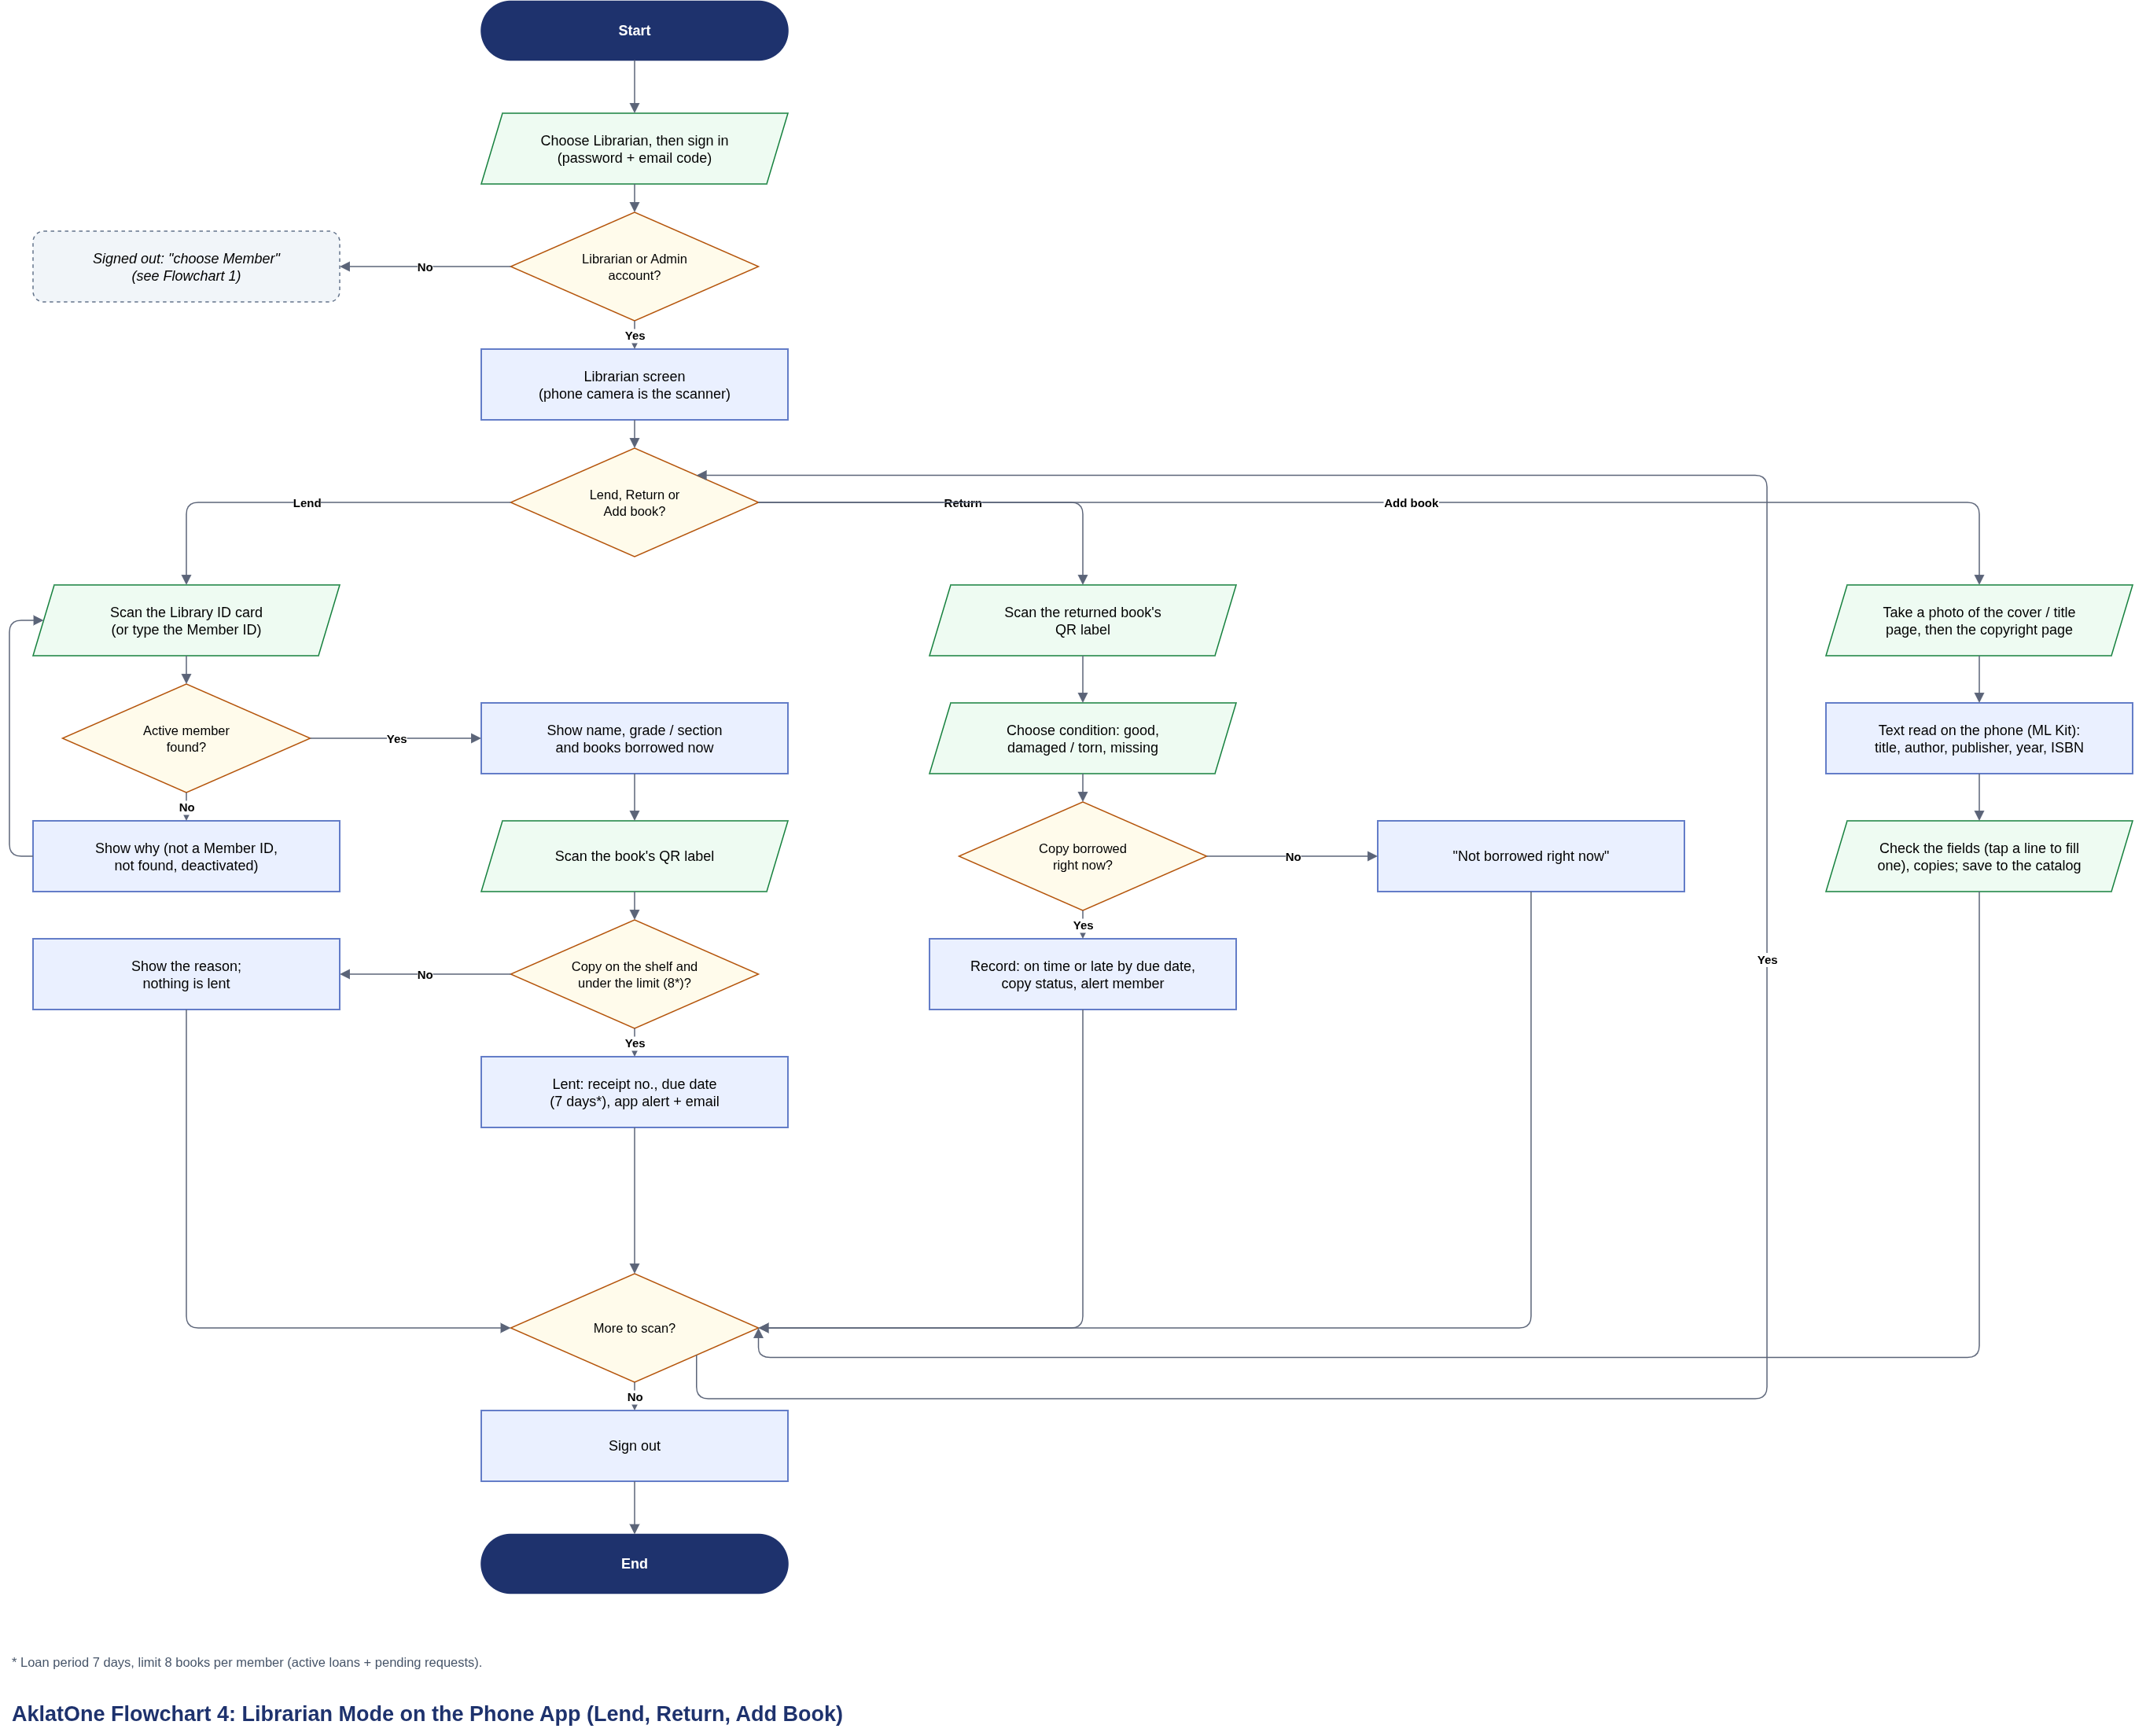 Start
Choose Librarian, then sign in
(password + email code)
Librarian or Admin
account?
No
Signed out: "choose Member"
(see Flowchart 1)
Yes
Librarian screen
(phone camera is the scanner)
Lend, Return or
Add book?
Lend
Return
Add book
Scan the Library ID card
(or type the Member ID)
Scan the returned book's
QR label
Take a photo of the cover / title
page, then the copyright page
Active member
found?
Yes
Show name, grade / section
and books borrowed now
Choose condition: good,
damaged / torn, missing
Text read on the phone (ML Kit):
title, author, publisher, year, ISBN
No
Show why (not a Member ID,
not found, deactivated)
Scan the book's QR label
Copy borrowed
right now?
No
"Not borrowed right now"
Check the fields (tap a line to fill
one), copies; save to the catalog
Yes
Show the reason;
nothing is lent
No
Copy on the shelf and
under the limit (8*)?
Record: on time or late by due date,
copy status, alert member
Yes
Yes
Lent: receipt no., due date
(7 days*), app alert + email
More to scan?
No
Sign out
End
* Loan period 7 days, limit 8 books per member (active loans + pending requests).
AklatOne Flowchart 4: Librarian Mode on the Phone App (Lend, Return, Add Book)